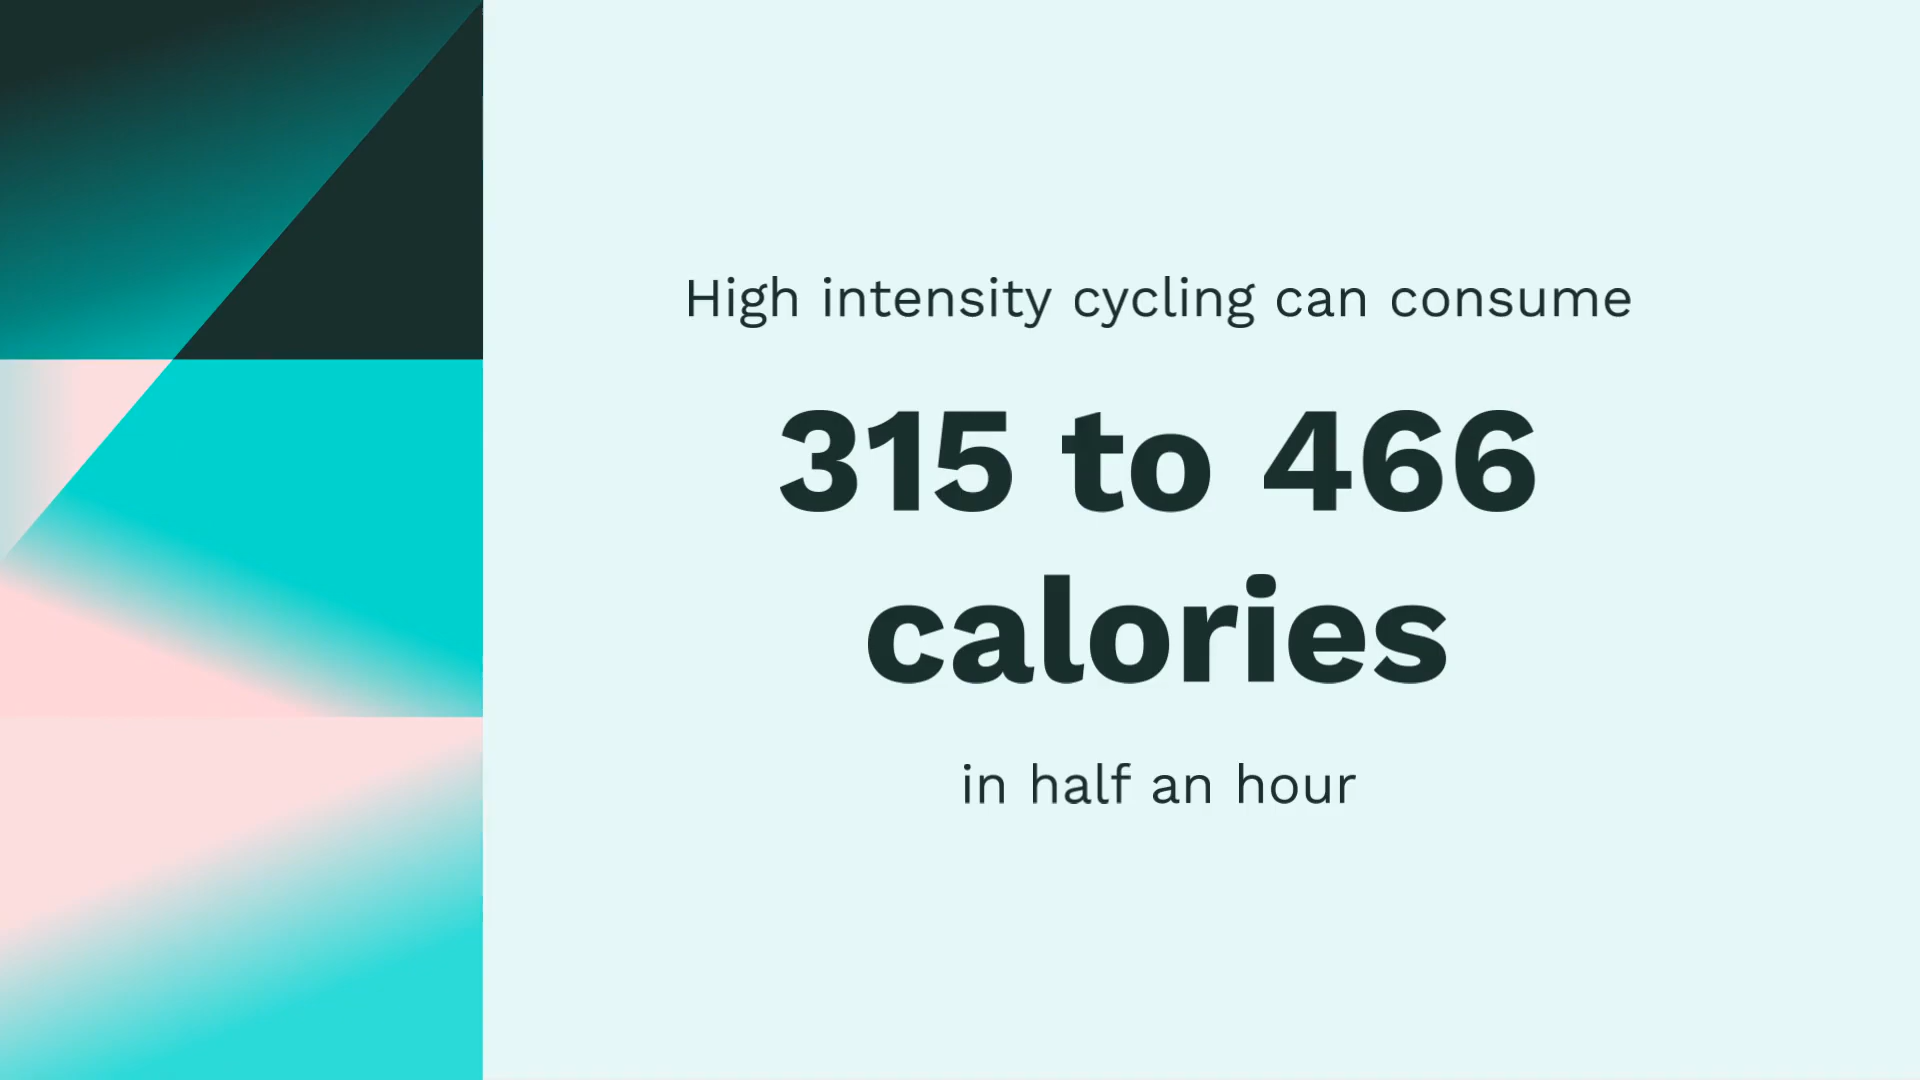 High intensity cycling can consume
315 to 466
calories
in half an hour